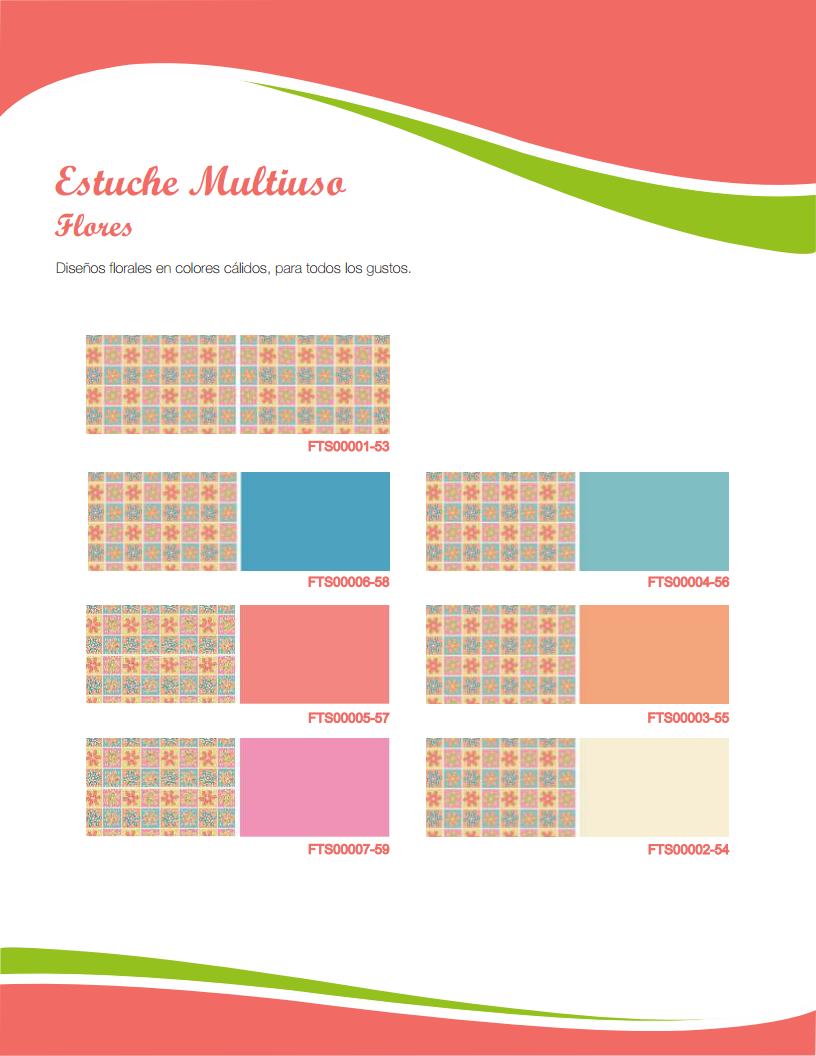 Estuche Multiuso
Flores
Diseños florales en colores cálidos, para todos los gustos.
FTS00001-53
FTS00006-58
FTS00004-56
FTS00005-57
FTS00003-55
FTS00007-59
FTS00002-54